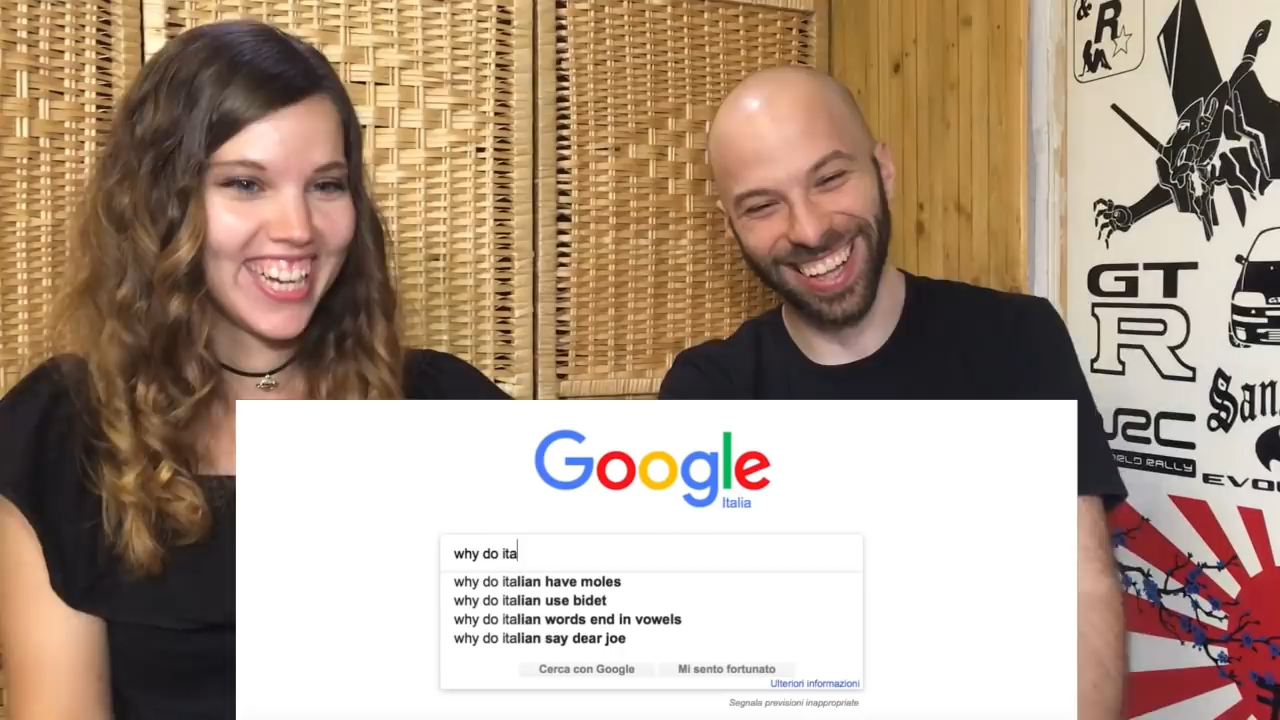 &
R
GT
R
WRC
WORLD RALLY
Google
Italia
why do ita
why do italian have moles
why do italian use bidet
why do italian words end in vowels
why do italian say dear joe
Cerca con Google
Mi sento fortunato
Ulteriori informazioni
Segnala previsioni inappropriate